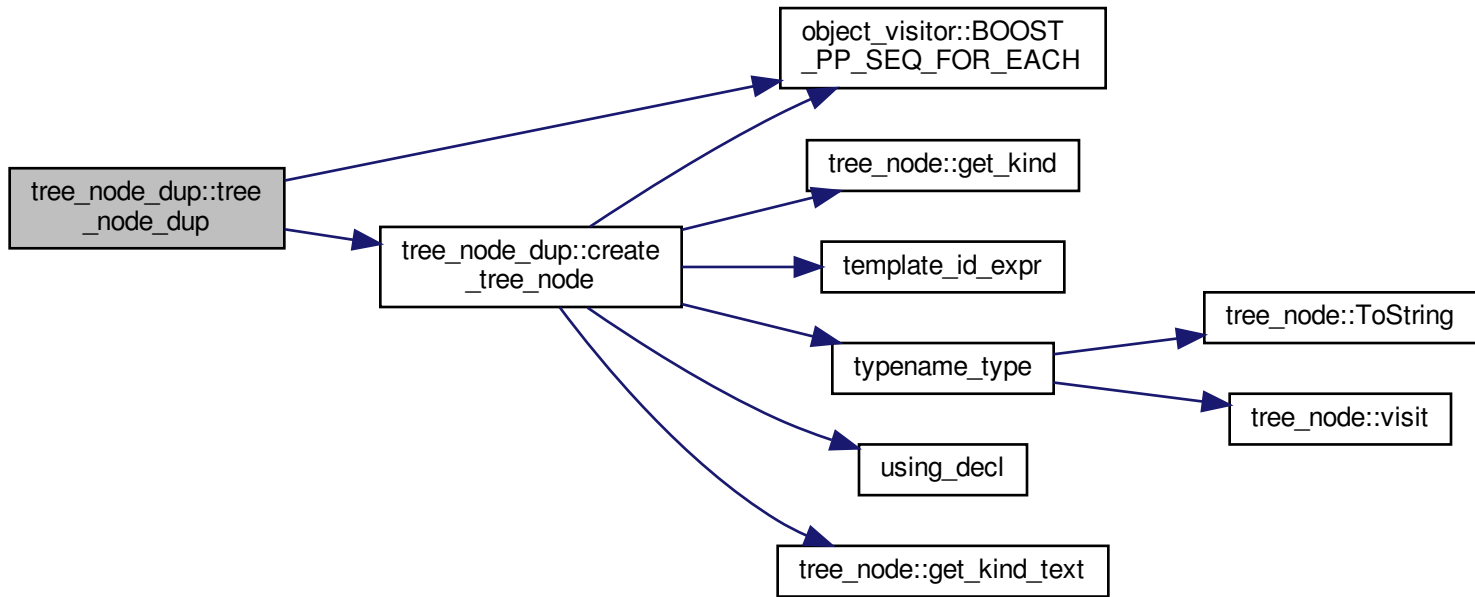 object_visitor::BOOST
_PP_SEQ_FOR_EACH
tree_node::get_kind
tree_node_dup::tree
_node_dup
tree_node_dup::create
_tree_node
template_id_expr
tree_node::ToString
typename_type
tree_node::visit
using_decl
tree_node::get_kind_text